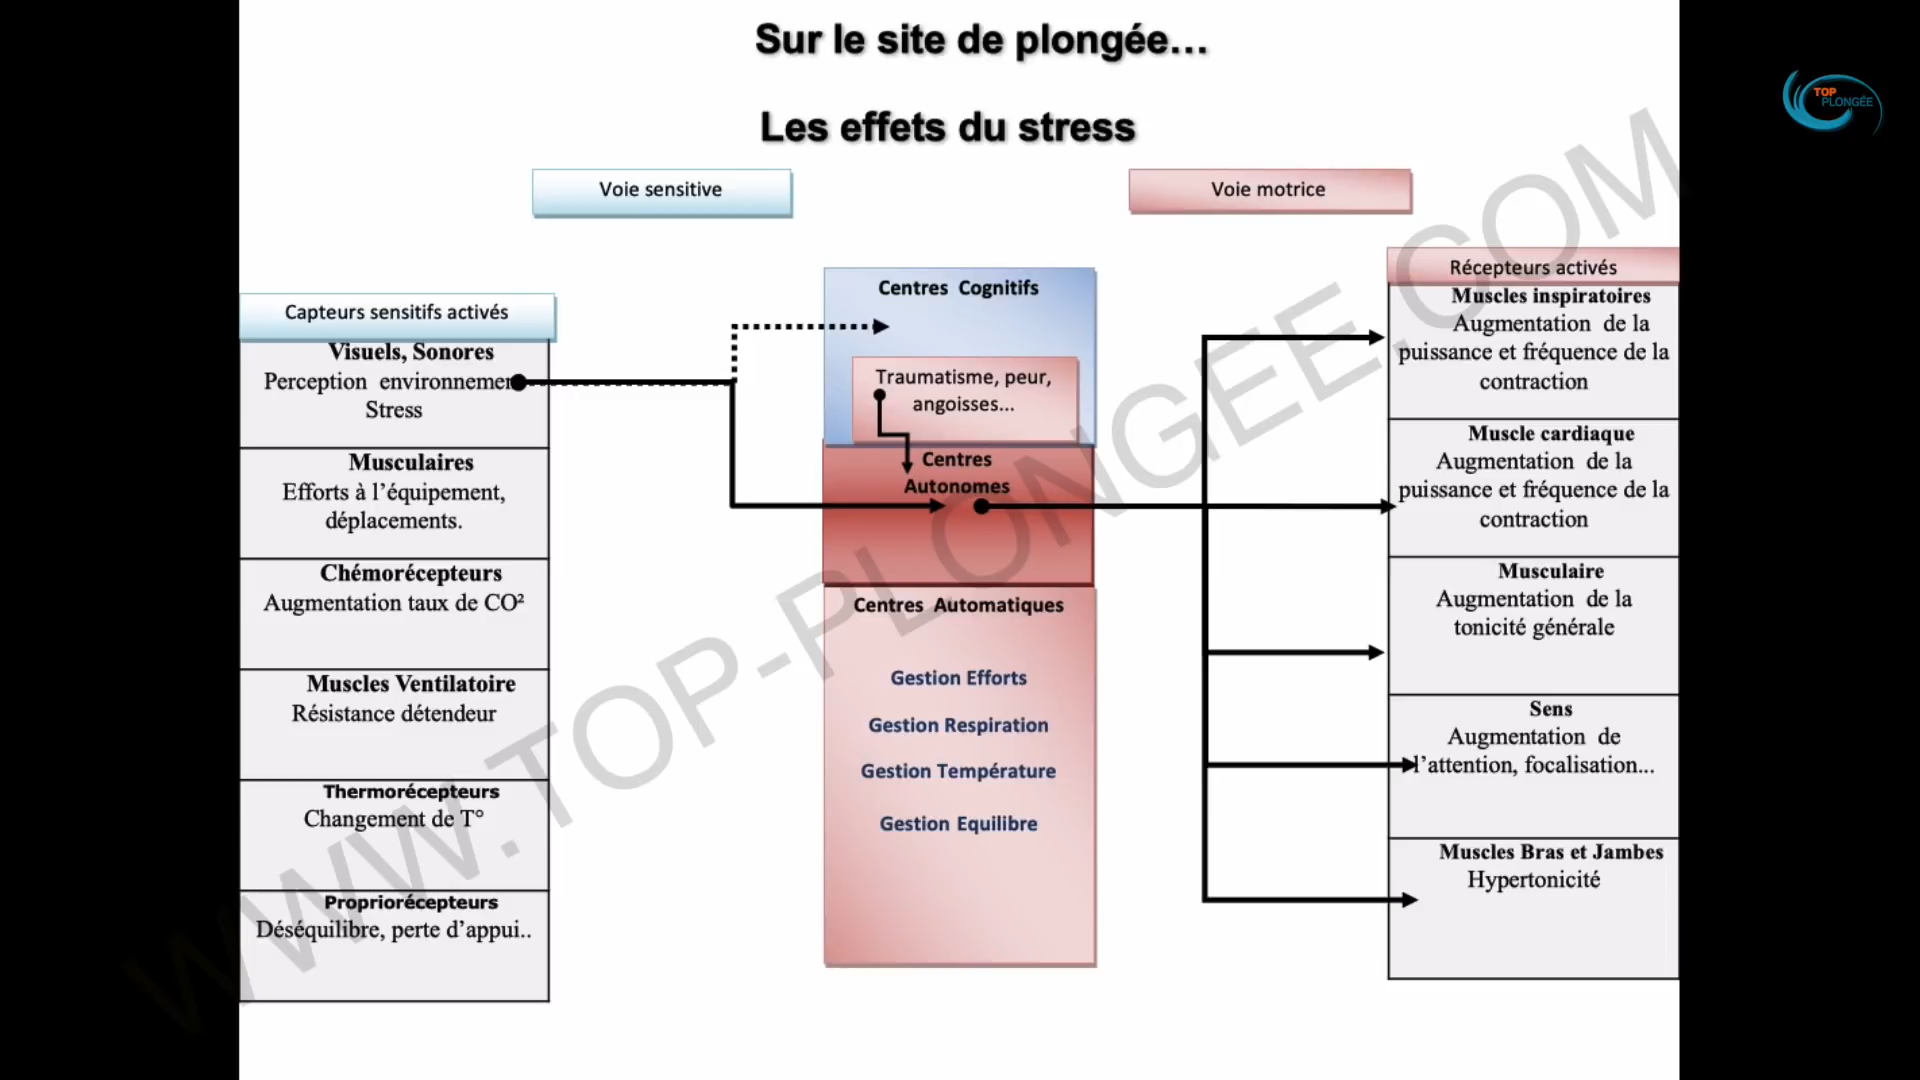 Sur le site de plongée...
Les effets du stress
TOP
PLONGÉE
Voie sensitive
Voie motrice
Capteurs sensitifs activés
Visuels, Sonores
Perception environnemen
Stress
Musculaires
Efforts à l'équipement,
déplacements.
Chémorécepteurs
Augmentation taux de CO²
Muscles Ventilatoire
Résistance détendeur
Thermorécepteurs
Changement de T°
Propriorécepteurs
Déséquilibre, perte d'appui..
Centres Cognitifs
Traumatisme, peur,
angoisses...
Centres
Autonomes
Centres Automatiques
Gestion Efforts
Gestion Respiration
Gestion Température
Gestion Equilibre
Récepteurs activés
Muscles inspiratoires
Augmentation de la
puissance et fréquence de la
contraction
Muscle cardiaque
Augmentation de la
puissance et fréquence de la
contraction
Musculaire
Augmentation de la
tonicité générale
Sens
Augmentation de
l'attention, focalisation...
Muscles Bras et Jambes
Hypertonicité
WWW.TOP-PLONGEE.COM